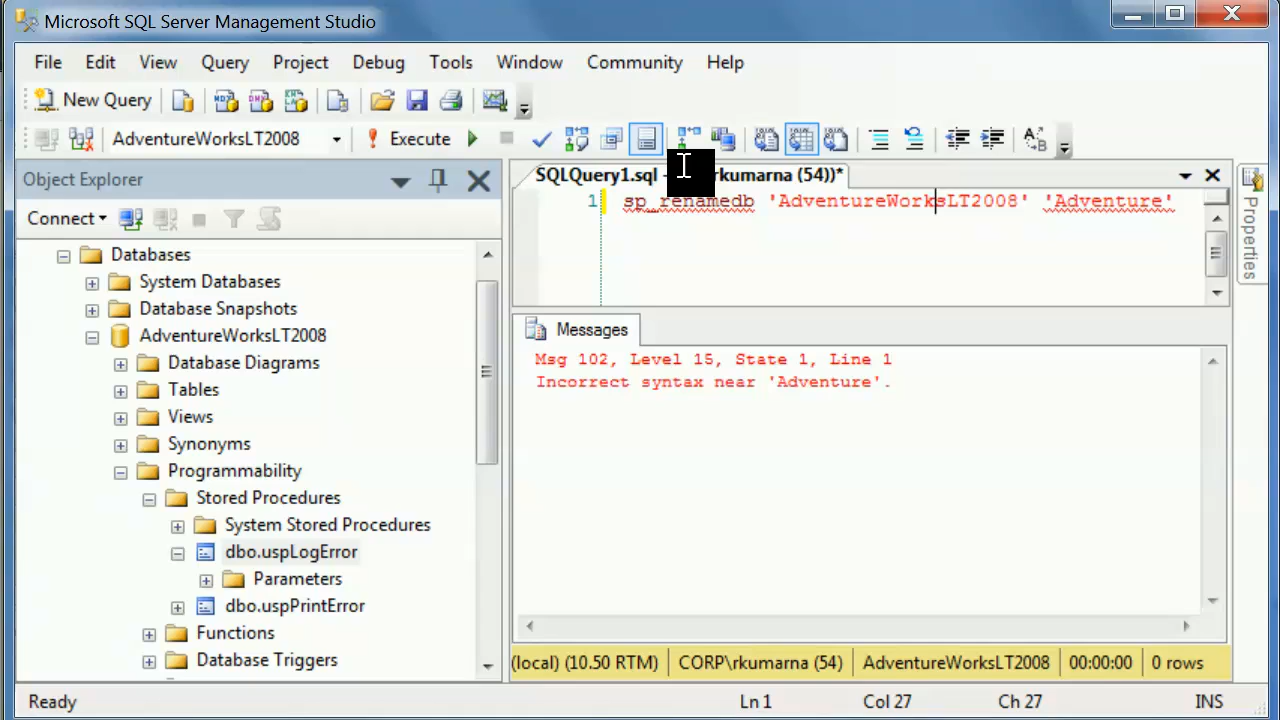 Microsoft SQL Server Management Studio
File Edit View Query Project Debug Tools Window Community Help
New Query
AdventureWorksLT2008 Execute
Object Explorer
Connect
Databases
System Databases
Database Snapshots
AdventureWorksLT2008
Database Diagrams
Tables
Views
Synonyms
Programmability
Stored Procedures
System Stored Procedures
dbo.uspLogError
Parameters
dbo.uspPrintError
Functions
Database Triggers
SQLQuery1.sql - rkumarna (54))*
1 sp_renamedb 'AdventureWorksLT2008' 'Adventure'
Messages
Msg 102, Level 15, State 1, Line 1
Incorrect syntax near 'Adventure'.
(local) (10.50 RTM) CORP\rkumarna (54) AdventureWorksLT2008 00:00:00 0 rows
Properties
Ready Ln 1 Col 27 Ch 27 INS